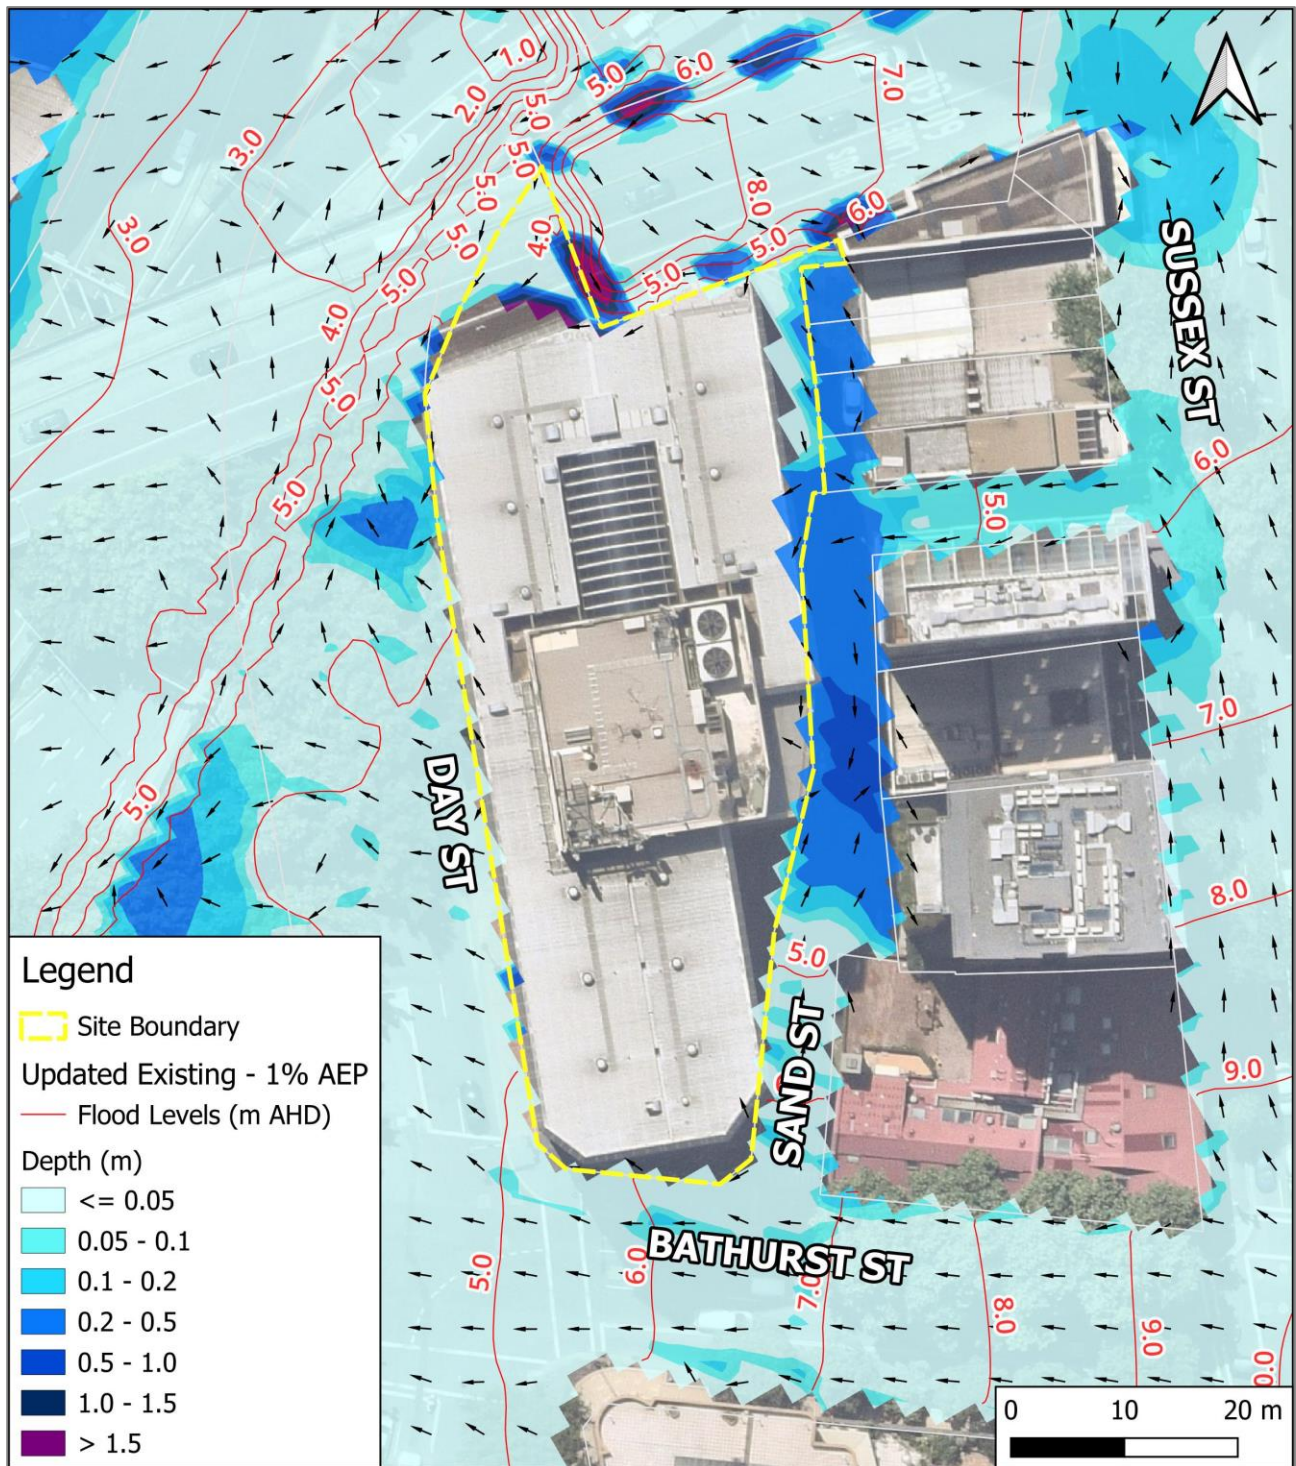 1.0
5.0
6.0
7.0
2.0
5.0
3.0
5.0
5.0
8.0
6.0
3.0
5.0
4.0
5.0
5.0
5.0
4.0
5.0
SUSSEX ST
5.0
6.0
5.0
5.0
7.0
DAY ST
5.0
8.0
5.0
SAND ST
9.0
BATHURST ST
5.0
6.0
7.0
8.0
9.0
Legend
Site Boundary
Updated Existing - 1% AEP
Flood Levels (m AHD)
Depth (m)
<= 0.05
0.05 - 0.1
0.1 - 0.2
0.2 - 0.5
0.5 - 1.0
1.0 - 1.5
> 1.5
0 10 20 m